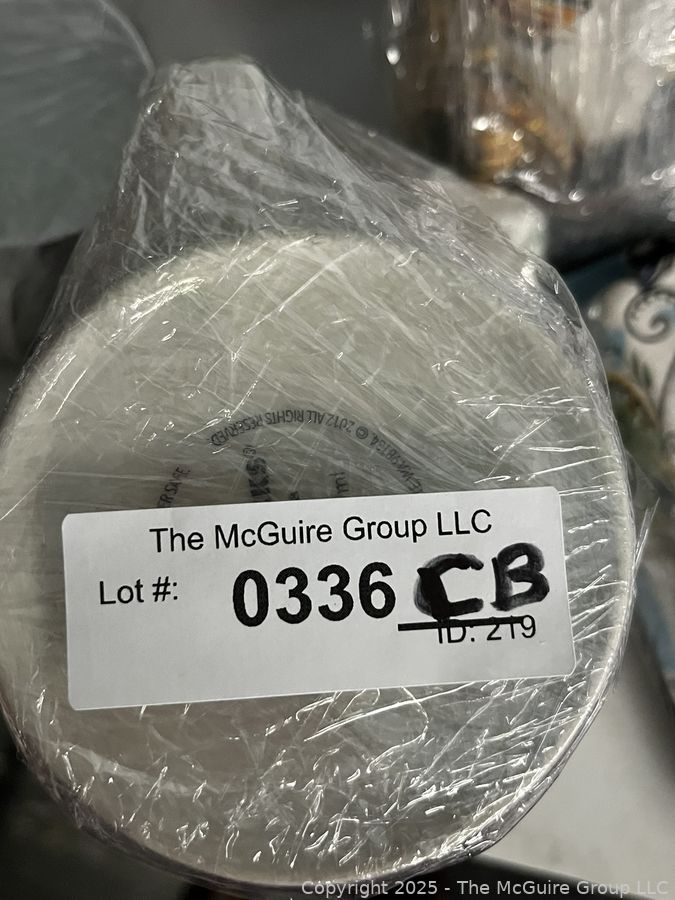 © 2012 ALL RIGHTS RESERVED.
The McGuire Group LLC
Lot #: 0336 CB
ID: 219
Copyright 2025 - The McGuire Group LLC